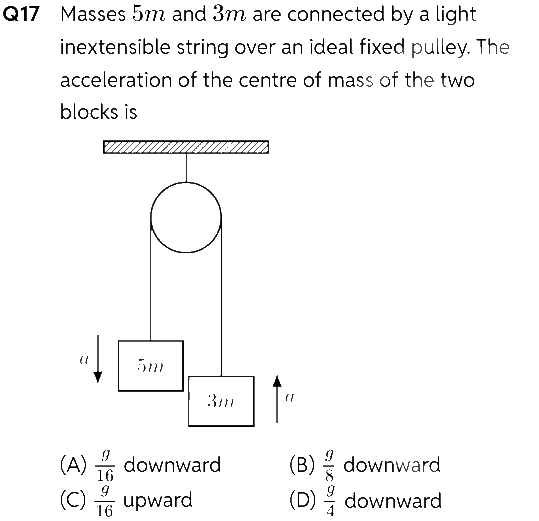 Q17 Masses 5m and 3m are connected by a light
inextensible string over an ideal fixed pulley. The
acceleration of the centre of mass of the two
blocks is
a 5m
3m a
(A) g/16 downward (B) g/8 downward
(C) g/16 upward (D) g/4 downward